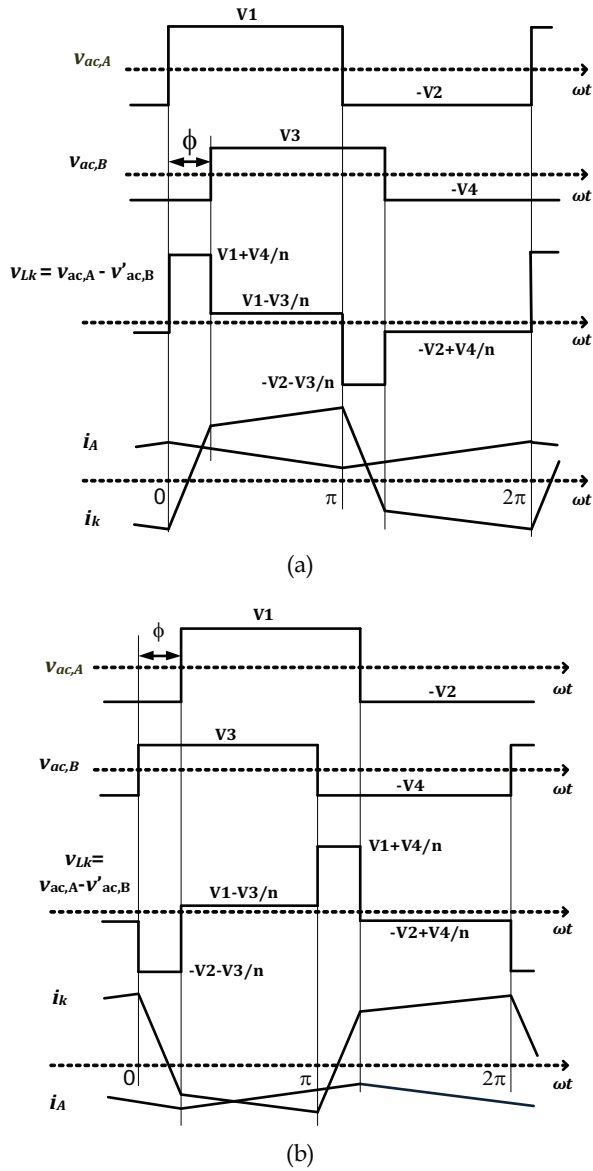 V1
v_ac,A
-V2
ωt
ϕ
V3
v_ac,B
-V4
ωt
V1+V4/n
v_Lk = v_ac,A - v'_ac,B
V1-V3/n
ωt
-V2+V4/n
-V2-V3/n
i_A
0
π
2π
ωt
i_k
(a)
ϕ
V1
v_ac,A
ωt
-V2
V3
v_ac,B
ωt
-V4
V1+V4/n
v_Lk=
v_ac,A-v'_ac,B
V1-V3/n
ωt
-V2+V4/n
-V2-V3/n
i_k
0
π
2π
ωt
i_A
(b)